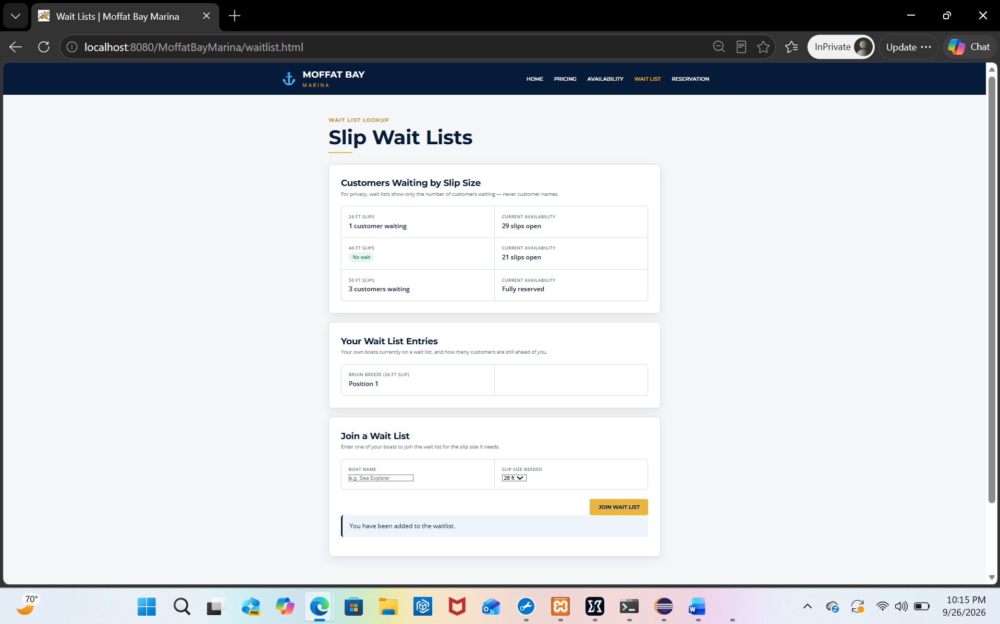 Wait Lists | Moffat Bay Marina
localhost:8080/MoffatBayMarina/waitlist.html
InPrivate
Update
Chat
MOFFAT BAY
MARINA
HOME PRICING AVAILABILITY WAIT LIST RESERVATION
WAIT LIST LOOKUP
Slip Wait Lists
Customers Waiting by Slip Size
For privacy, wait lists show only the number of customers waiting — never customer names.
26 FT SLIPS
1 customer waiting
CURRENT AVAILABILITY
29 slips open
40 FT SLIPS
No wait
CURRENT AVAILABILITY
21 slips open
50 FT SLIPS
3 customers waiting
CURRENT AVAILABILITY
Fully reserved
Your Wait List Entries
Your own boats currently on a wait list, and how many customers are still ahead of you.
BRUIN BREEZE (26 FT SLIP)
Position 1
Join a Wait List
Enter one of your boats to join the wait list for the slip size it needs.
BOAT NAME
e.g. Sea Explorer
SLIP SIZE NEEDED
26 ft
JOIN WAIT LIST
You have been added to the waitlist.
70°
PRE
10:15 PM
9/26/2026